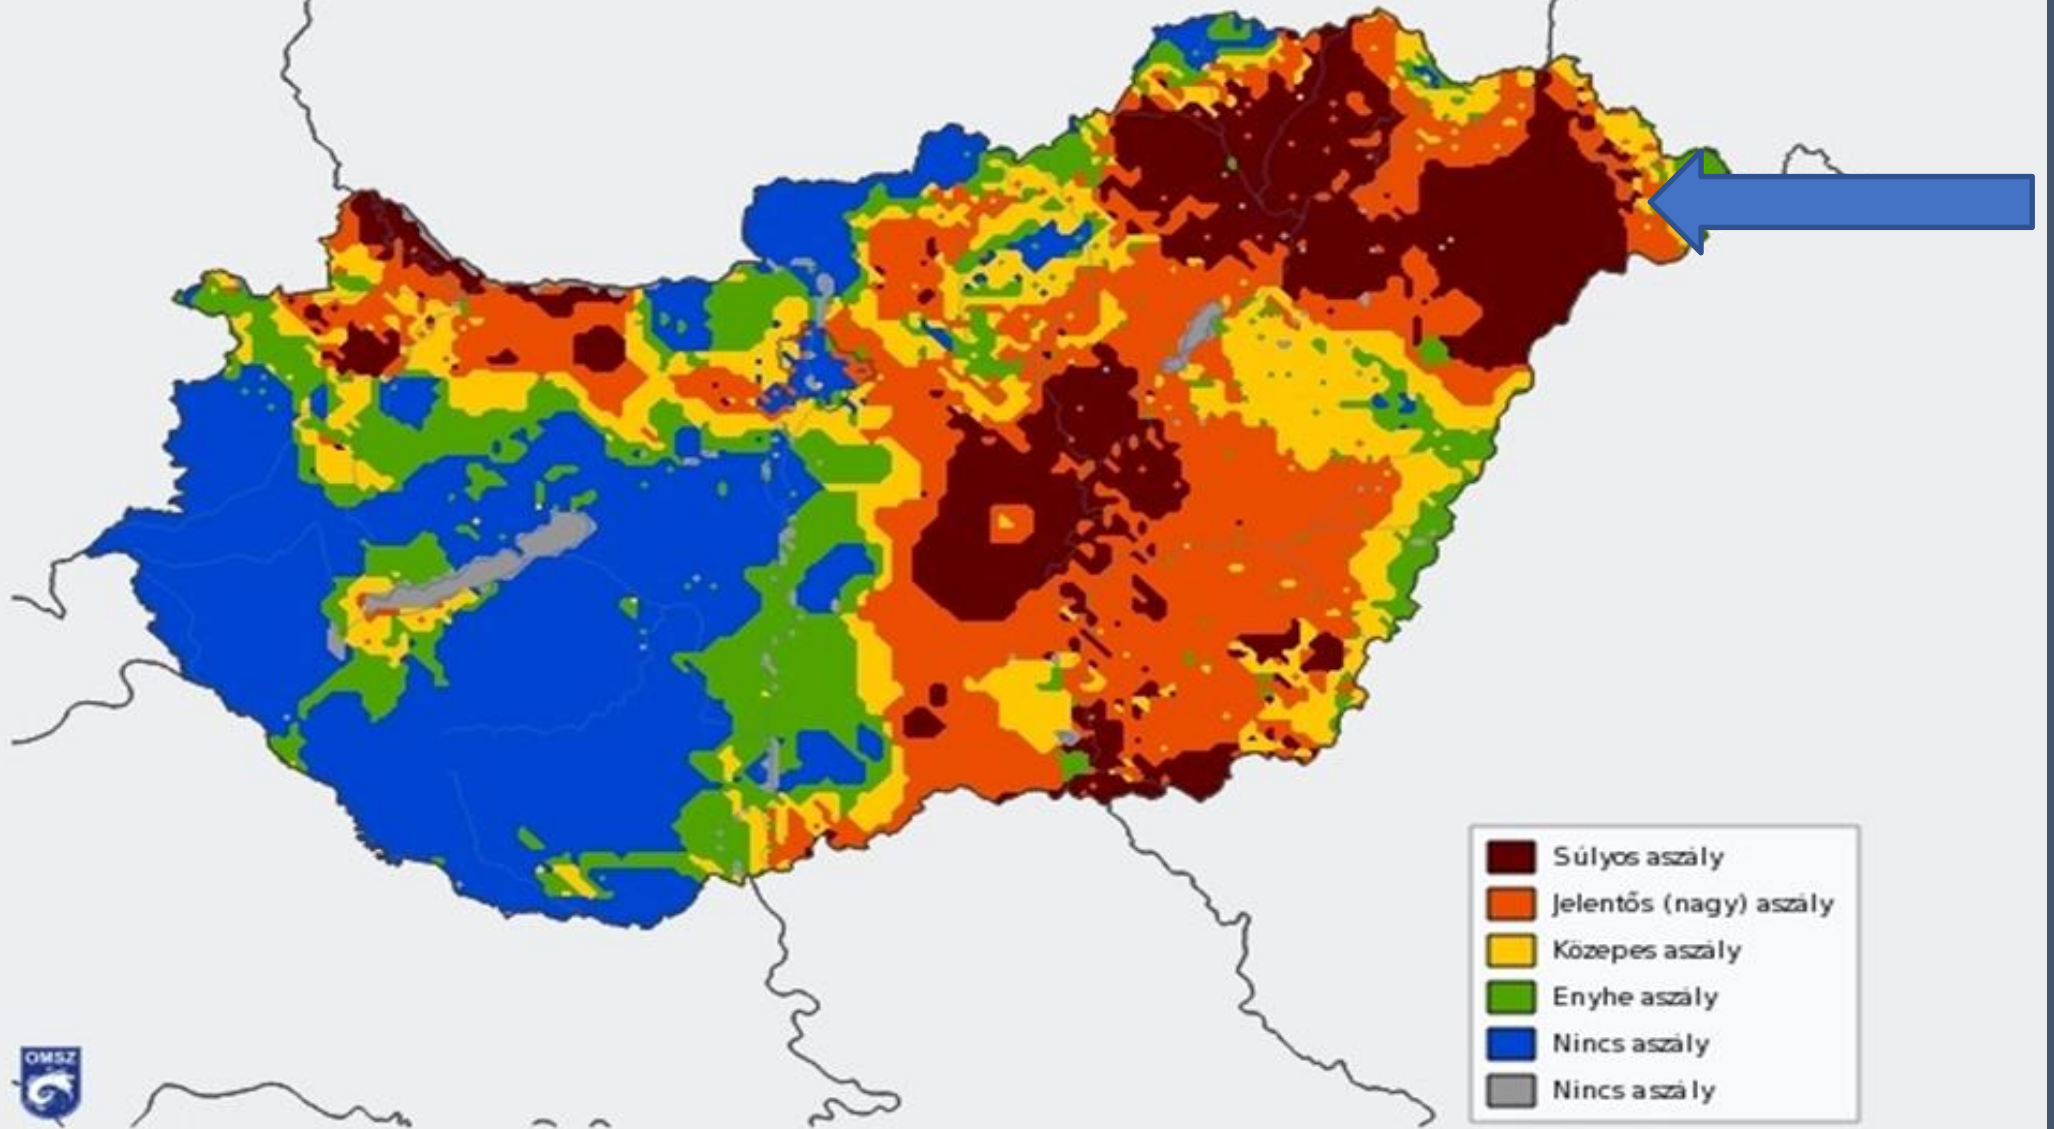 Súlyos aszály
Jelentős (nagy) aszály
Közepes aszály
Enyhe aszály
Nincs aszály
Nincs aszály
OMSZ